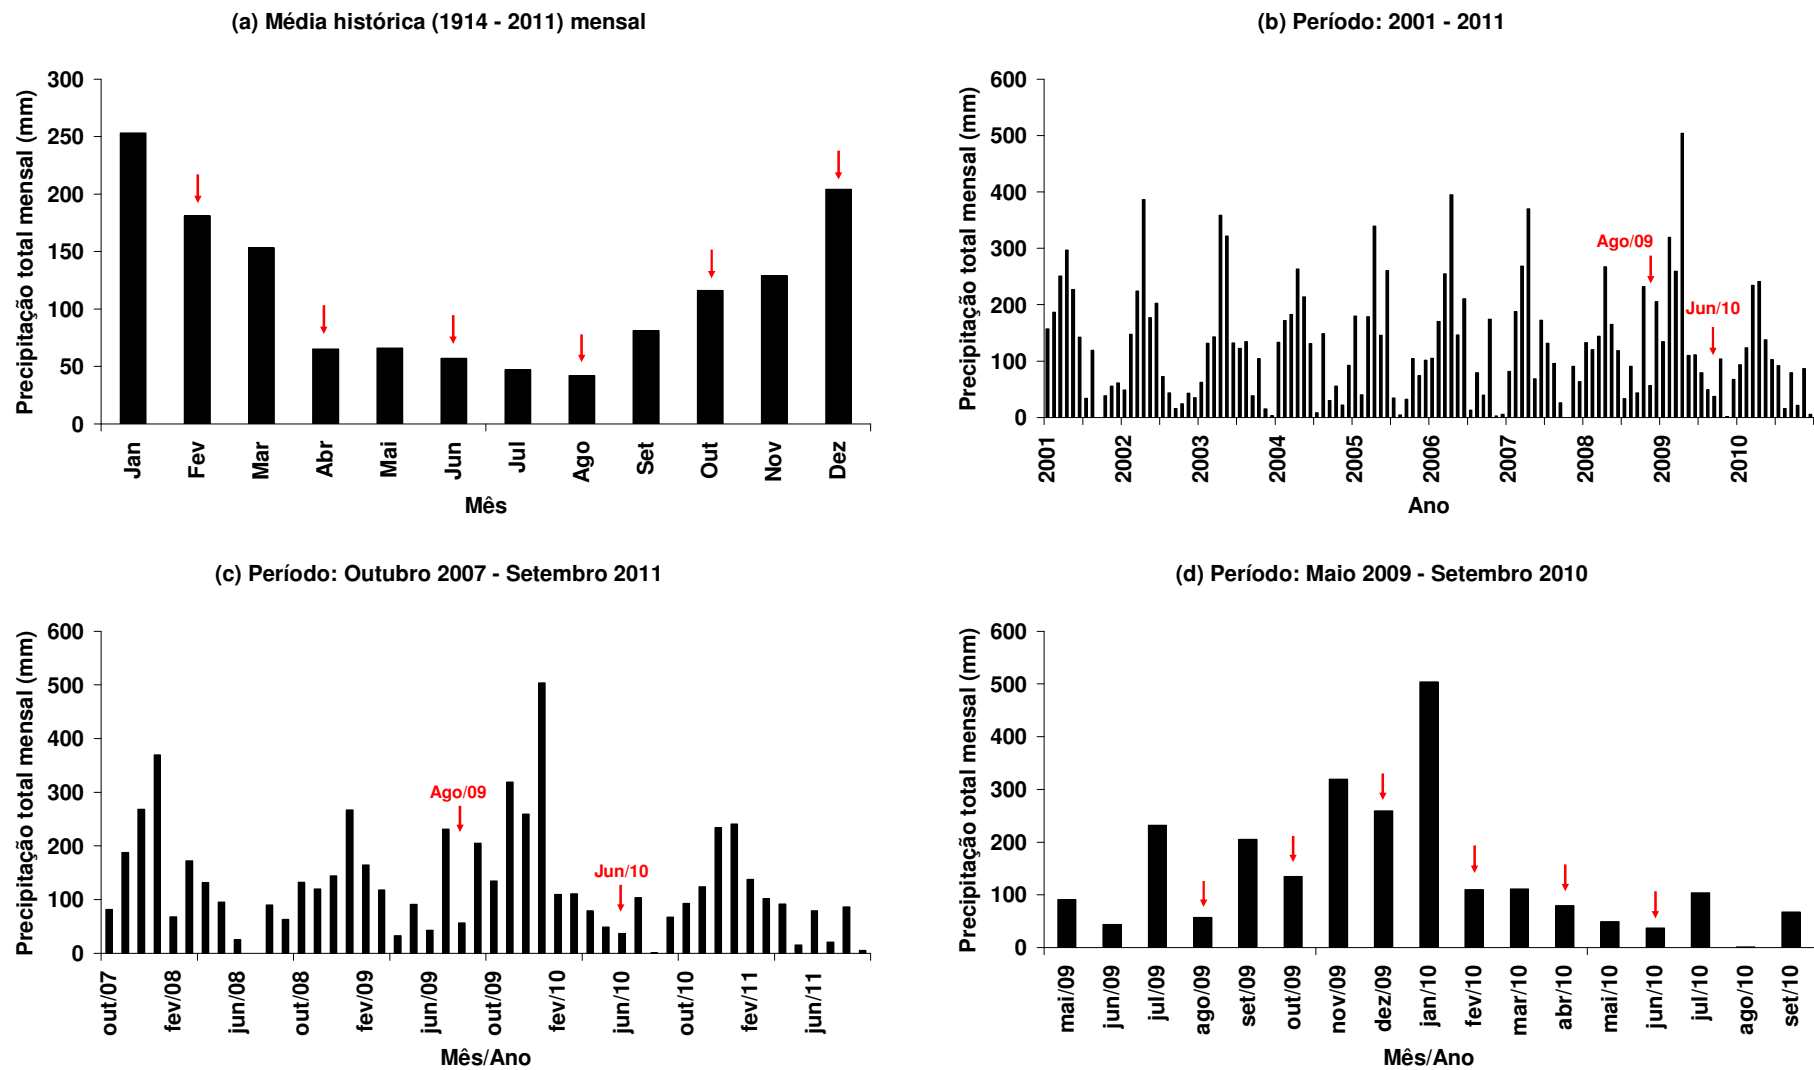 (a) Média histórica (1914 - 2011) mensal
Precipitação total mensal (mm)
300
250
200
150
100
50
0
Jan
Fev
Mar
Abr
Mai
Jun
Jul
Ago
Set
Out
Nov
Dez
Mês
(b) Período: 2001 - 2011
Precipitação total mensal (mm)
600
500
400
300
200
100
0
Ago/09
Jun/10
2001
2002
2003
2004
2005
2006
2007
2008
2009
2010
Ano
(c) Período: Outubro 2007 - Setembro 2011
Precipitação total mensal (mm)
600
500
400
300
200
100
0
Ago/09
Jun/10
out/07
fev/08
jun/08
out/08
fev/09
jun/09
out/09
fev/10
jun/10
out/10
fev/11
jun/11
Mês/Ano
(d) Período: Maio 2009 - Setembro 2010
Precipitação total mensal (mm)
600
500
400
300
200
100
0
mai/09
jun/09
jul/09
ago/09
set/09
out/09
nov/09
dez/09
jan/10
fev/10
mar/10
abr/10
mai/10
jun/10
jul/10
ago/10
set/10
Mês/Ano